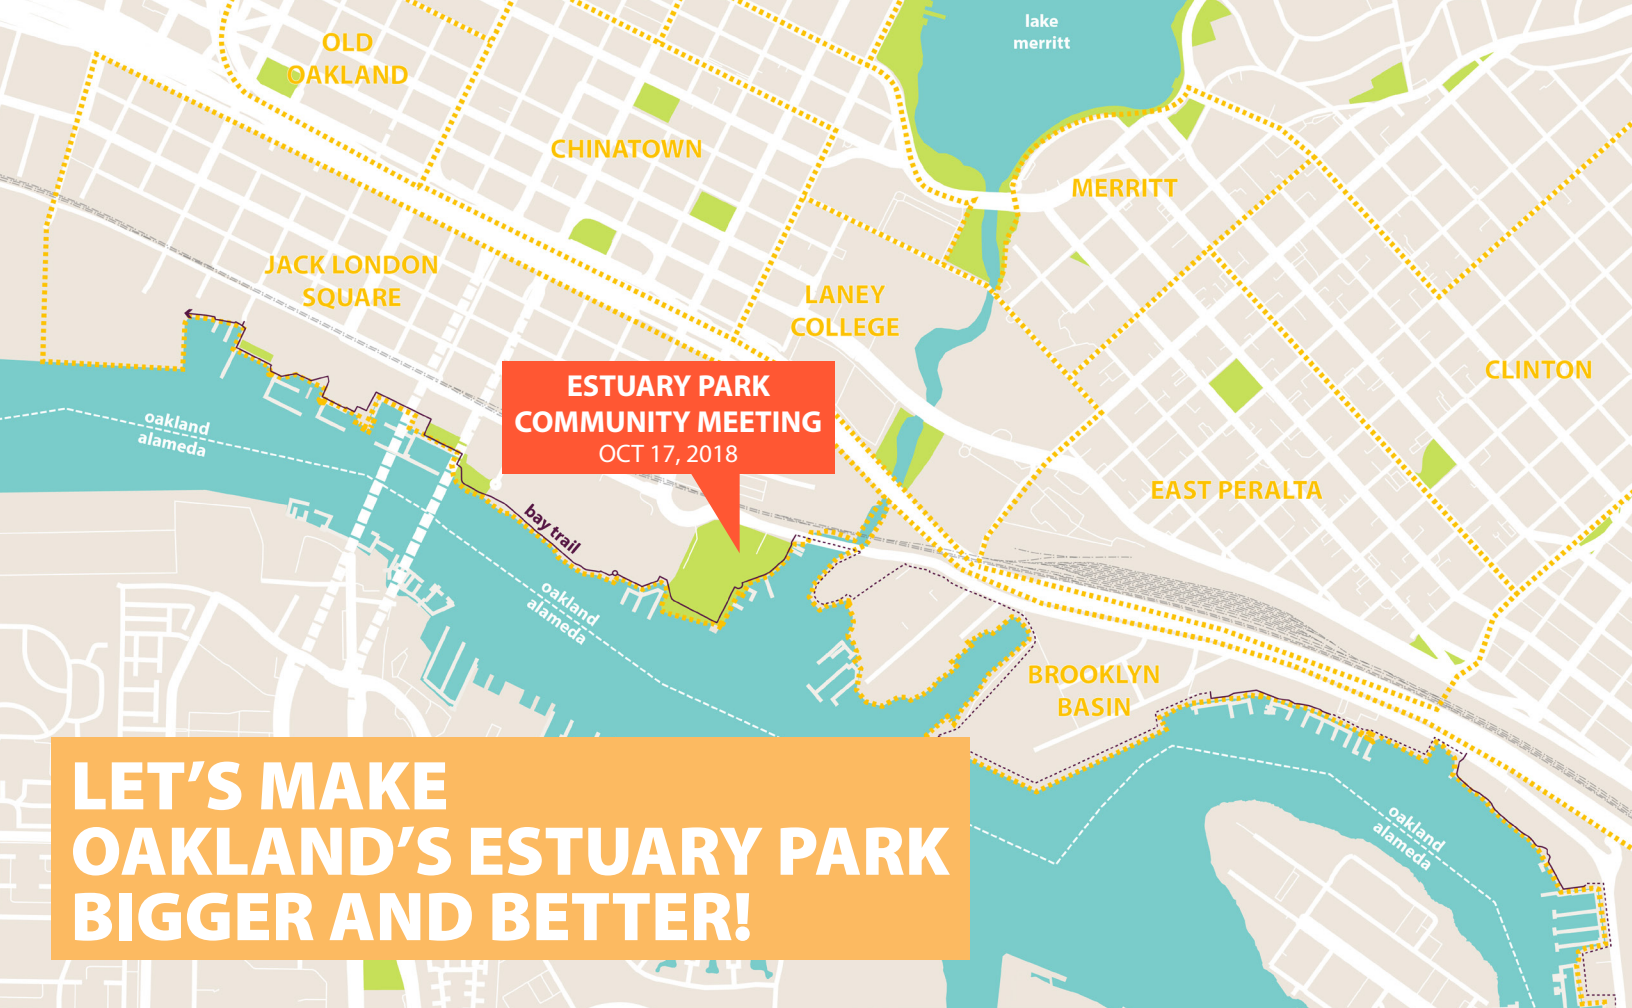 lake
merritt
OLD
OAKLAND
CHINATOWN
MERRITT
JACK LONDON
SQUARE
LANEY
COLLEGE
CLINTON
ESTUARY PARK
COMMUNITY MEETING
OCT 17, 2018
oakland
alameda
EAST PERALTA
bay trail
oakland
alameda
BROOKLYN
BASIN
LET’S MAKE
OAKLAND’S ESTUARY PARK
BIGGER AND BETTER!
oakland
alameda